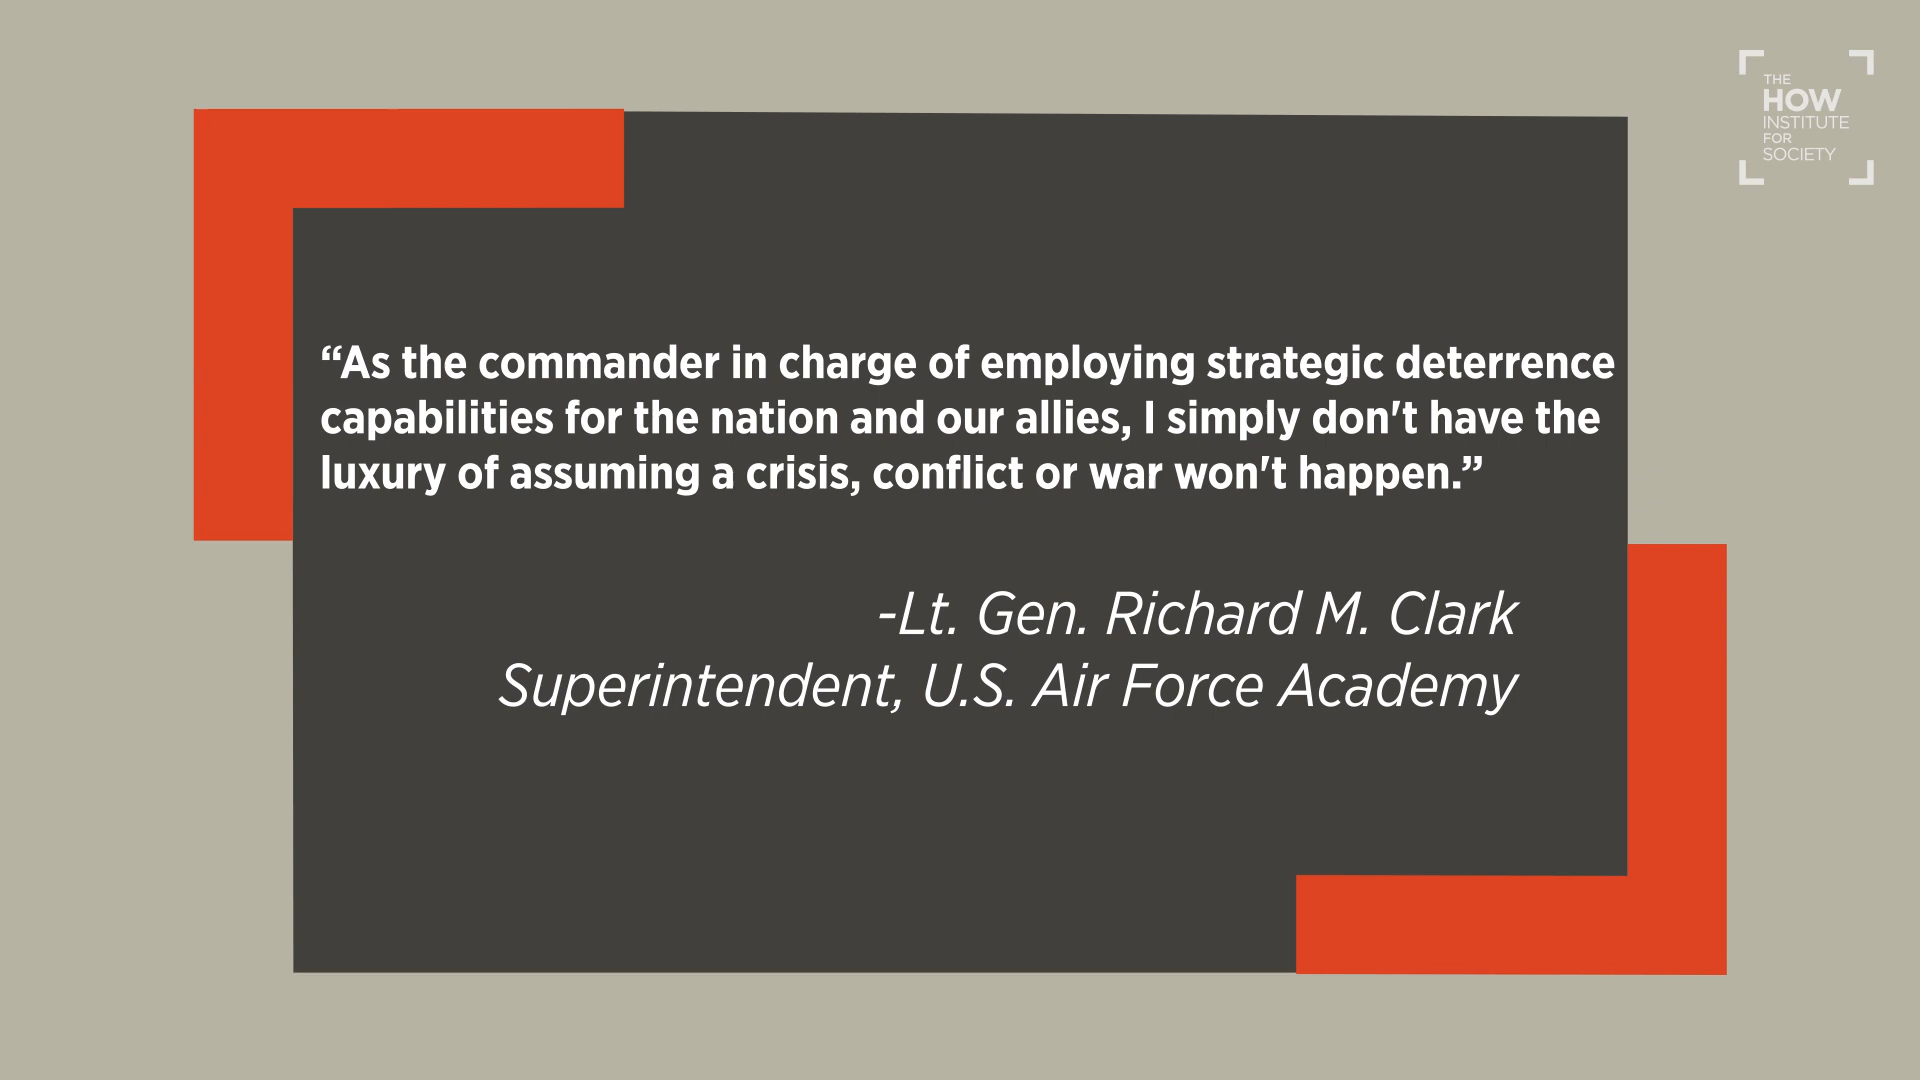 THE
HOW
INSTITUTE
FOR
SOCIETY
“As the commander in charge of employing strategic deterrence
capabilities for the nation and our allies, I simply don't have the
luxury of assuming a crisis, conflict or war won't happen.”
-Lt. Gen. Richard M. Clark
Superintendent, U.S. Air Force Academy